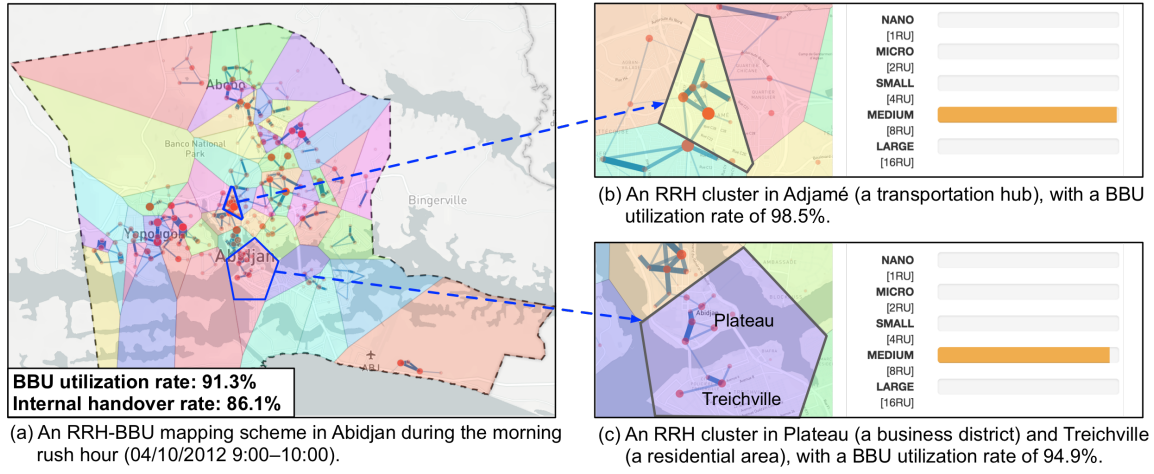 Abobo
Banco National
Park
Bingerville
Yopougon
Abidjan
ABJ
BBU utilization rate: 91.3%
Internal handover rate: 86.1%
(a) An RRH-BBU mapping scheme in Abidjan during the morning
rush hour (04/10/2012 9:00–10:00).
NANO
[1RU]
MICRO
[2RU]
SMALL
[4RU]
MEDIUM
[8RU]
LARGE
[16RU]
(b) An RRH cluster in Adjamé (a transportation hub), with a BBU
utilization rate of 98.5%.
Abidjan
Plateau
Treichville
NANO
[1RU]
MICRO
[2RU]
SMALL
[4RU]
MEDIUM
[8RU]
LARGE
[16RU]
(c) An RRH cluster in Plateau (a business district) and Treichville
(a residential area), with a BBU utilization rate of 94.9%.